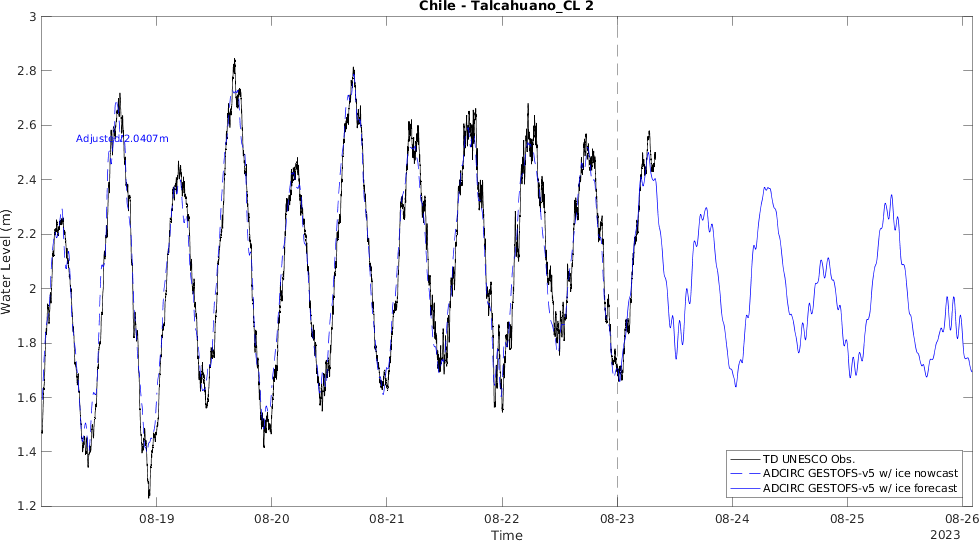 Chile - Talcahuano_CL 2
3
2.8
2.6
2.4
2.2
2
1.8
1.6
1.4
1.2
Water Level (m)
Adjusted:2.0407m
08-19
08-20
08-21
08-22
08-23
08-24
08-25
08-26
Time
2023
TD UNESCO Obs.
ADCIRC GESTOFS-v5 w/ ice nowcast
ADCIRC GESTOFS-v5 w/ ice forecast